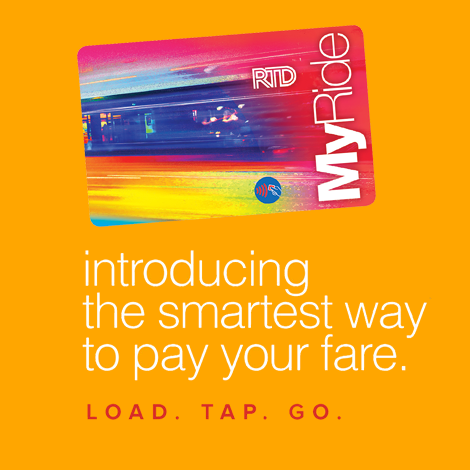 RTD
MyRide
introducing
the smartest way
to pay your fare.
LOAD. TAP. GO.